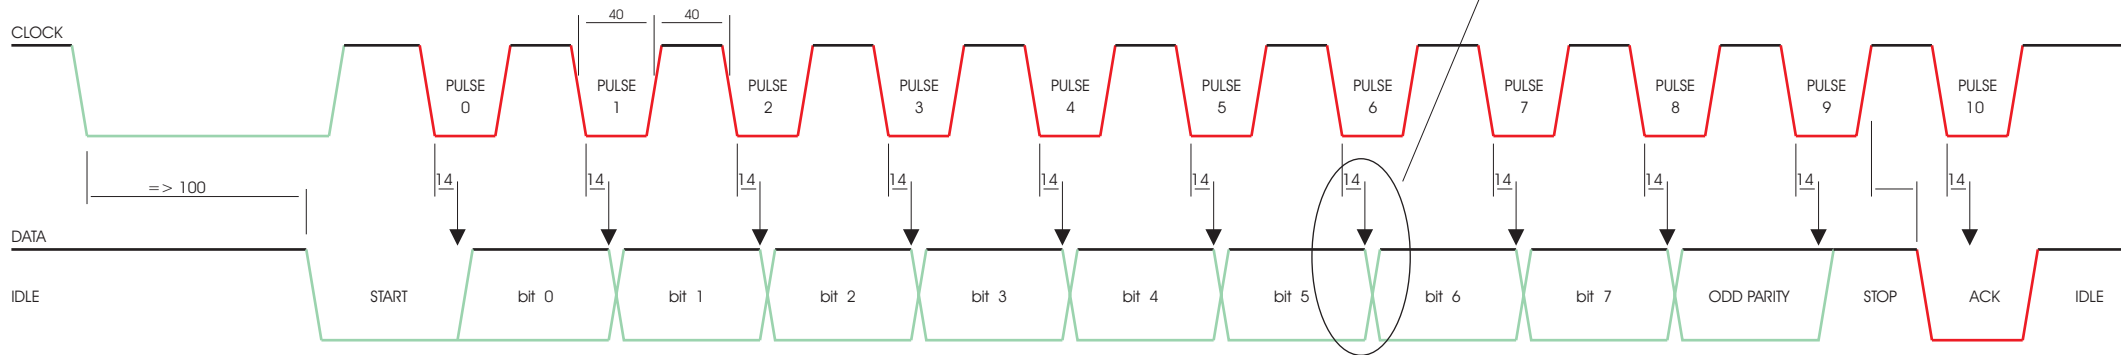 40 40
CLOCK
PULSE PULSE PULSE PULSE PULSE PULSE PULSE PULSE PULSE PULSE PULSE
0 1 2 3 4 5 6 7 8 9 10
=> 100 14 14 14 14 14 14 14 14 14 14 14
DATA
IDLE START bit 0 bit 1 bit 2 bit 3 bit 4 bit 5 bit 6 bit 7 ODD PARITY STOP ACK IDLE